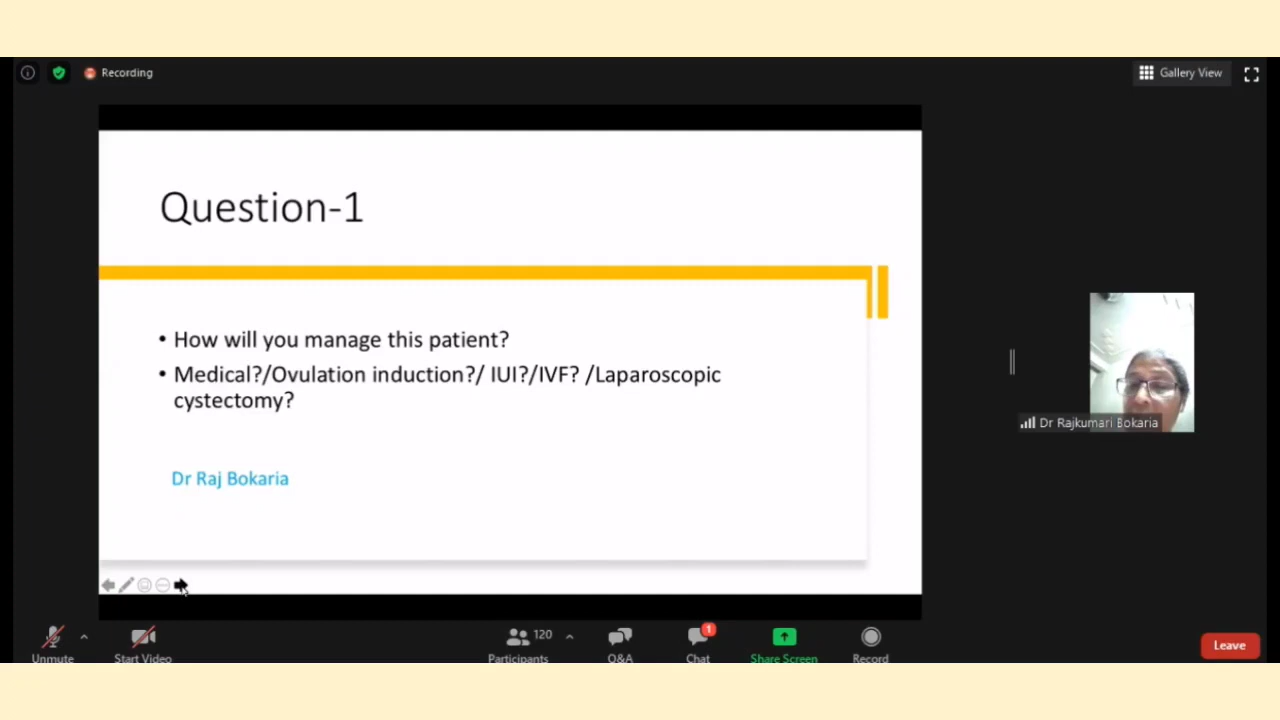 Recording
Gallery View
Question-1
• How will you manage this patient?
• Medical?/Ovulation induction?/ IUI?/IVF? /Laparoscopic
cystectomy?
Dr Raj Bokaria
Dr Rajkumari Bokaria
120
1
Unmute
Start Video
Participants
Q&A
Chat
Share Screen
Record
Leave